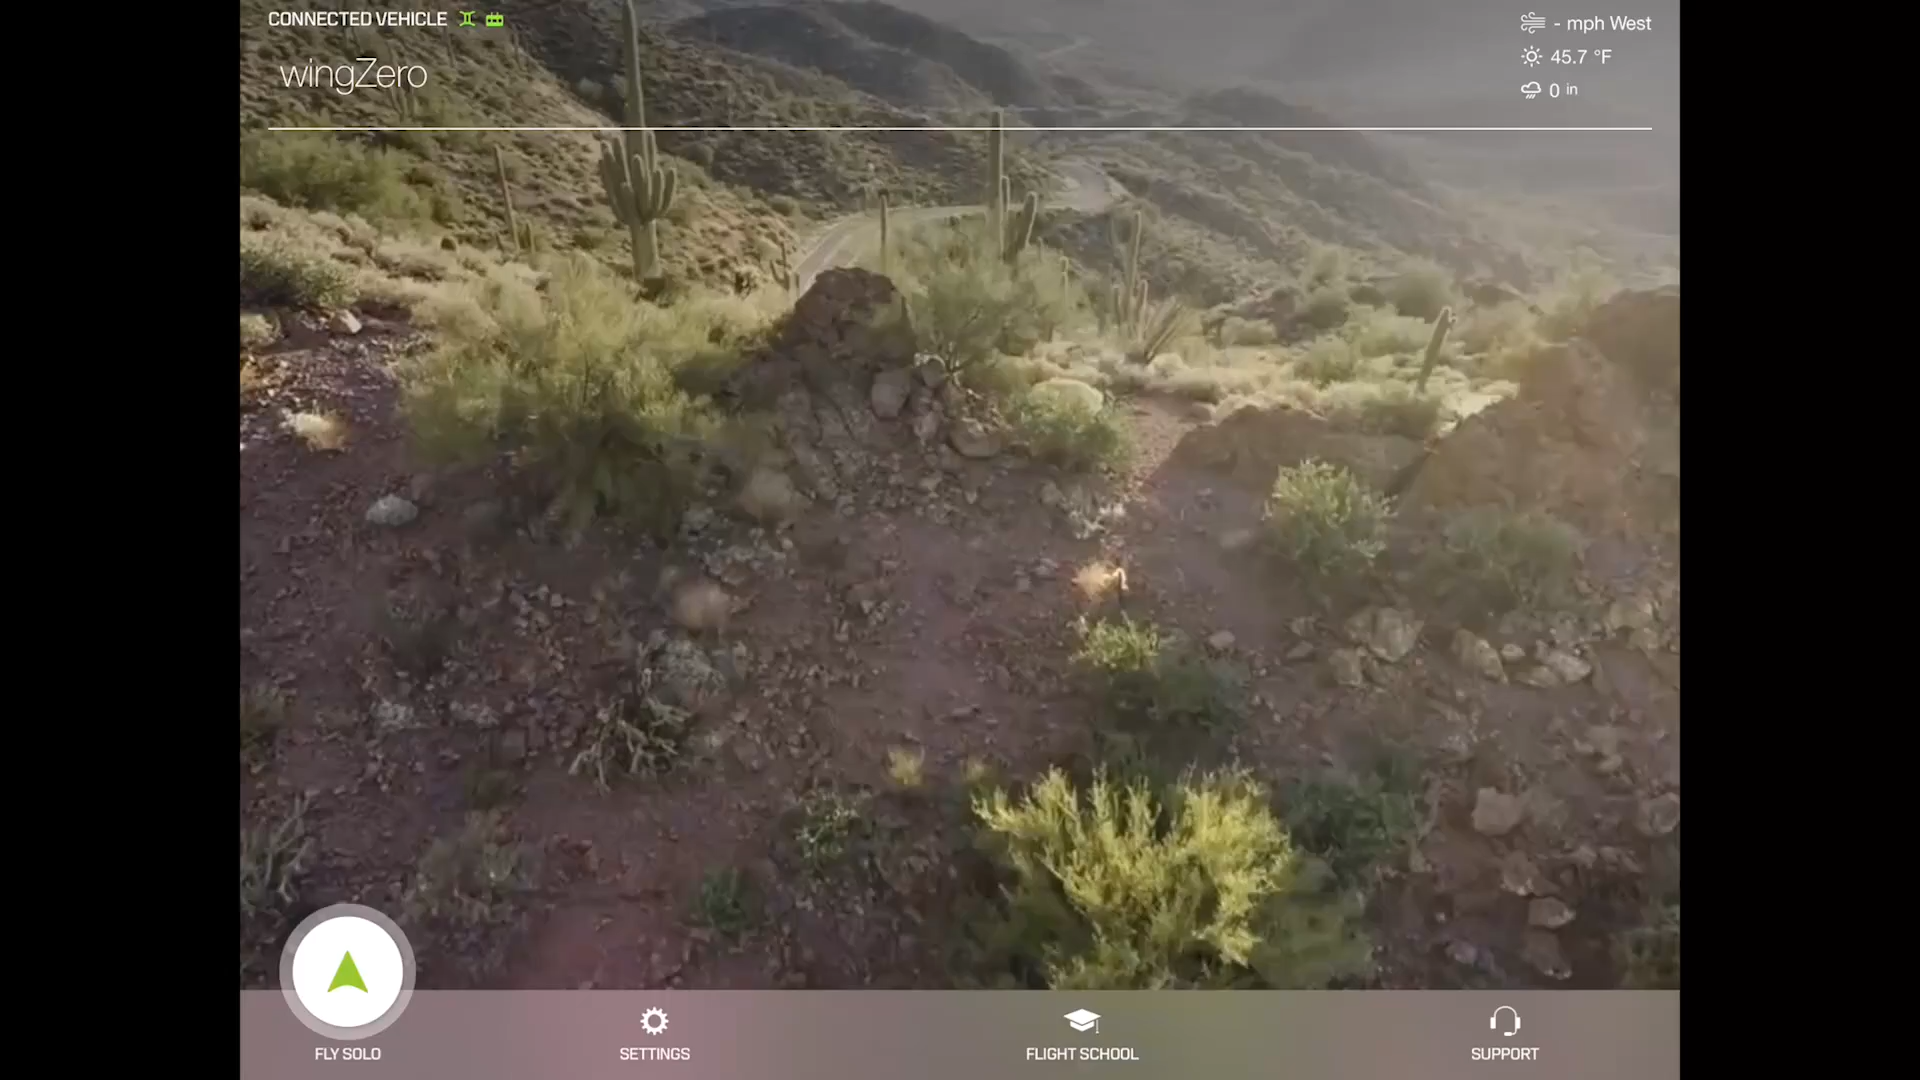 CONNECTED VEHICLE
wingZero
- mph West
45.7 °F
0 in
FLY SOLO
SETTINGS
FLIGHT SCHOOL
SUPPORT